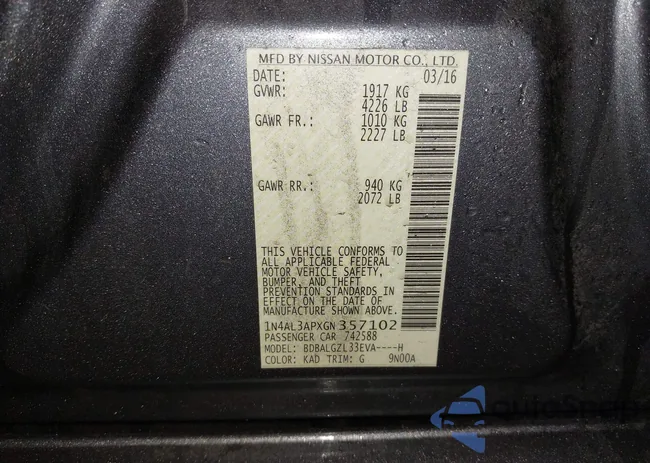 MFD BY NISSAN MOTOR CO., LTD.
DATE: 03/16
GVWR: 1917 KG
4226 LB
GAWR FR.: 1010 KG
2227 LB
GAWR RR.: 940 KG
2072 LB
THIS VEHICLE CONFORMS TO
ALL APPLICABLE FEDERAL
MOTOR VEHICLE SAFETY,
BUMPER, AND THEFT
PREVENTION STANDARDS IN
EFFECT ON THE DATE OF
MANUFACTURE SHOWN ABOVE.
1N4AL3APXGN 357102
PASSENGER CAR 742588
MODEL: BDBALGZL33EVA----H
COLOR: KAD TRIM: G 9N00A